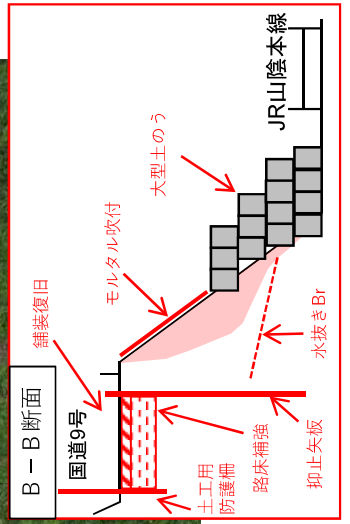 B－B断面
国道9号
舗装復旧
モルタル吹付
大型土のう
JR山陰本線
土工用
防護柵
路床補強
抑止矢板
水抜きBr